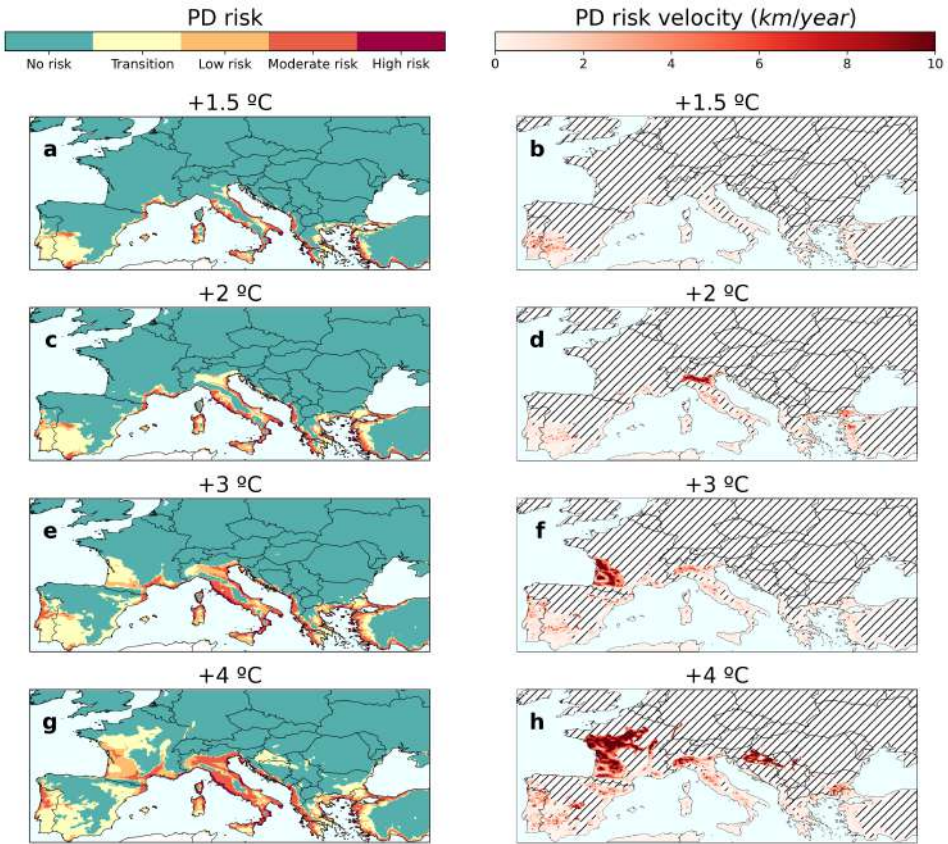 PD risk
No risk Transition Low risk Moderate risk High risk
PD risk velocity (km/year)
0 2 4 6 8 10
+1.5 ºC
a
+1.5 ºC
b
+2 ºC
c
+2 ºC
d
+3 ºC
e
+3 ºC
f
+4 ºC
g
+4 ºC
h